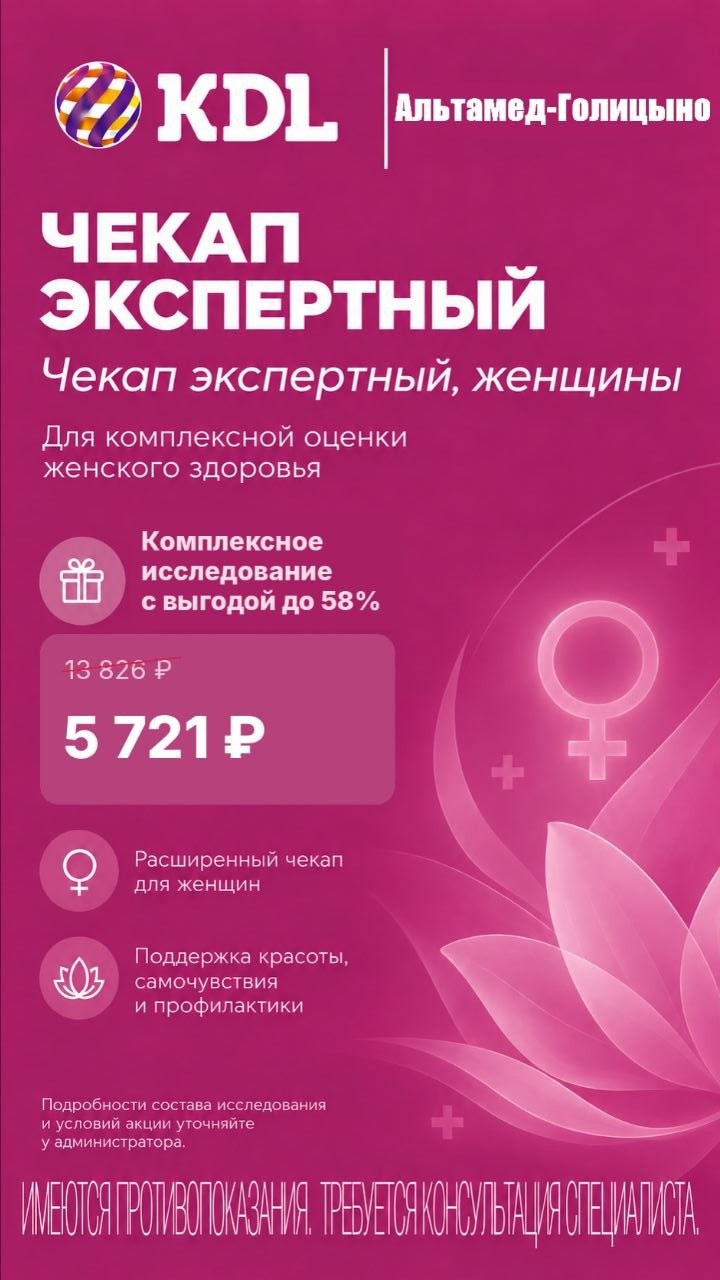 KDL
Альтамед-Голицыно
ЧЕКАП
ЭКСПЕРТНЫЙ
Чекап экспертный, женщины
Для комплексной оценки
женского здоровья
Комплексное
исследование
с выгодой до 58%
13 826 ₽
5 721 ₽
Расширенный чекап
для женщин
Поддержка красоты,
самочувствия
и профилактики
Подробности состава исследования
и условий акции уточняйте
у администратора.
ИМЕЮТСЯ ПРОТИВОПОКАЗАНИЯ. ТРЕБУЕТСЯ КОНСУЛЬТАЦИЯ СПЕЦИАЛИСТА.